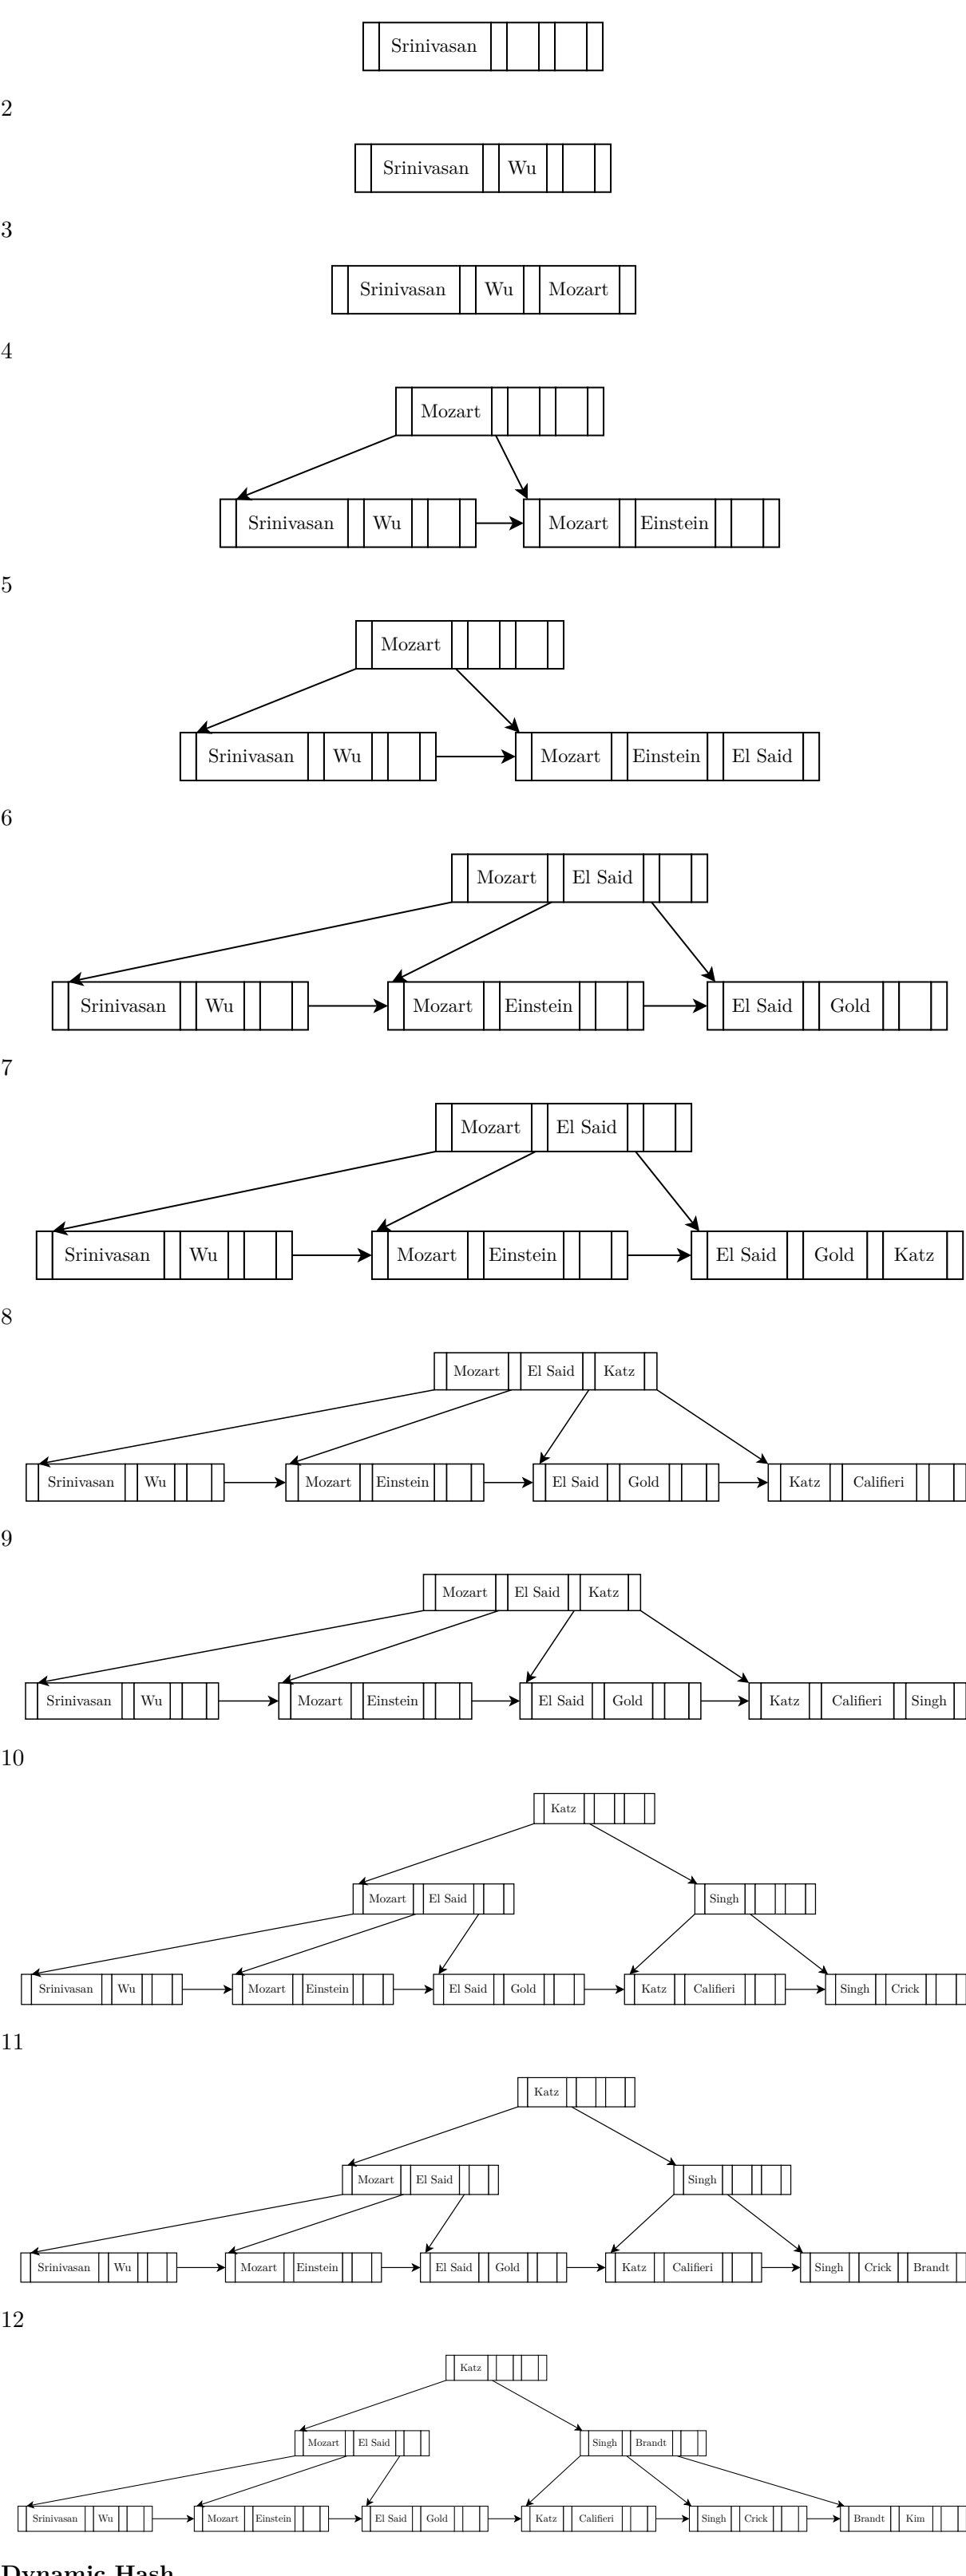 Srinivasan
2
Srinivasan Wu
3
Srinivasan Wu Mozart
4
Mozart
Srinivasan Wu Mozart Einstein
5
Mozart
Srinivasan Wu Mozart Einstein El Said
6
Mozart El Said
Srinivasan Wu Mozart Einstein El Said Gold
7
Mozart El Said
Srinivasan Wu Mozart Einstein El Said Gold Katz
8
Mozart El Said Katz
Srinivasan Wu Mozart Einstein El Said Gold Katz Califieri
9
Mozart El Said Katz
Srinivasan Wu Mozart Einstein El Said Gold Katz Califieri Singh
10
Katz
Mozart El Said Singh
Srinivasan Wu Mozart Einstein El Said Gold Katz Califieri Singh Crick
11
Katz
Mozart El Said Singh
Srinivasan Wu Mozart Einstein El Said Gold Katz Califieri Singh Crick Brandt
12
Katz
Mozart El Said Singh Brandt
Srinivasan Wu Mozart Einstein El Said Gold Katz Califieri Singh Crick Brandt Kim
Dynamic Hash